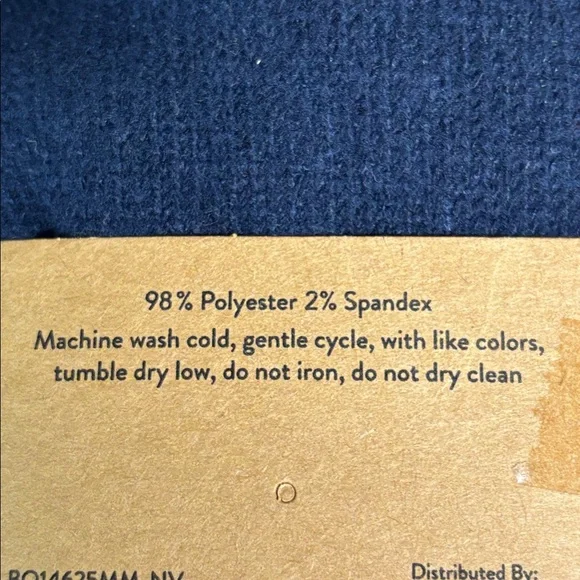 98% Polyester 2% Spandex
Machine wash cold, gentle cycle, with like colors,
tumble dry low, do not iron, do not dry clean
Distributed By: